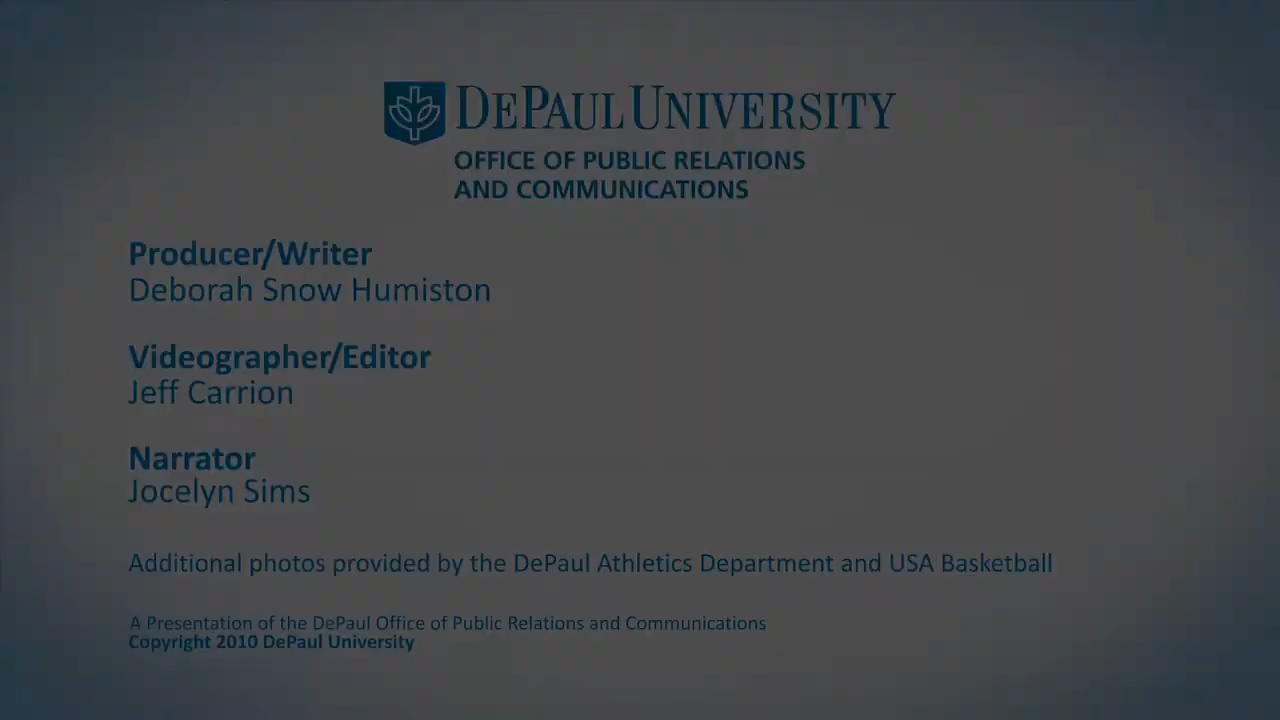 DEPAUL UNIVERSITY
OFFICE OF PUBLIC RELATIONS
AND COMMUNICATIONS
Producer/Writer
Deborah Snow Humiston
Videographer/Editor
Jeff Carrion
Narrator
Jocelyn Sims
Additional photos provided by the DePaul Athletics Department and USA Basketball
A Presentation of the DePaul Office of Public Relations and Communications
Copyright 2010 DePaul University